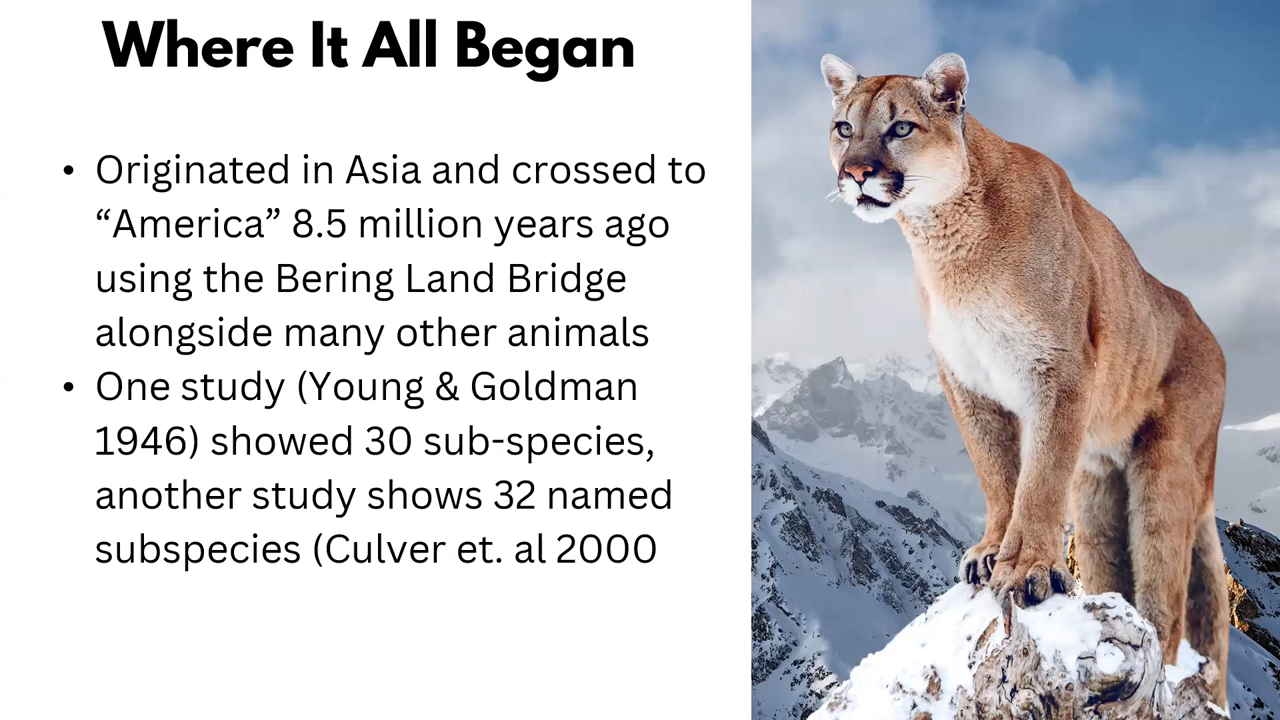 Where It All Began
• Originated in Asia and crossed to
“America” 8.5 million years ago
using the Bering Land Bridge
alongside many other animals
• One study (Young & Goldman
1946) showed 30 sub-species,
another study shows 32 named
subspecies (Culver et. al 2000